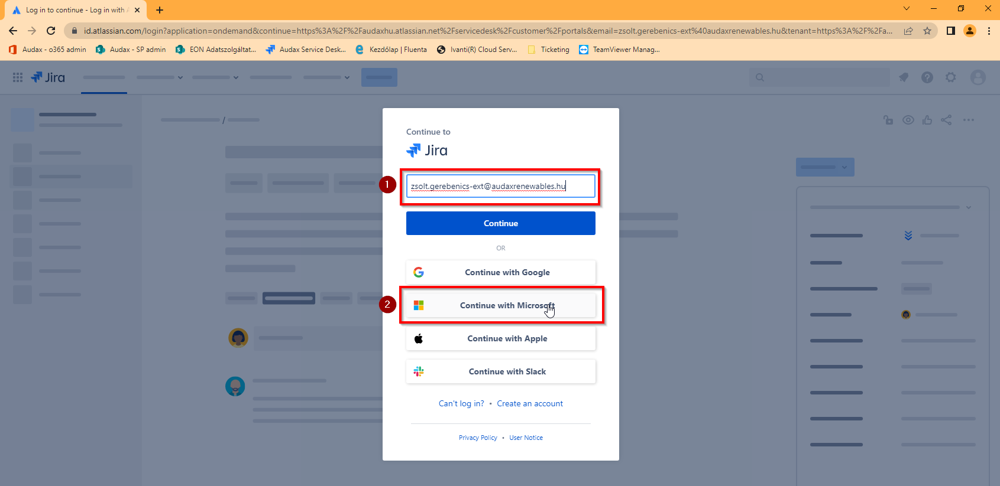 Log in to continue - Log in with A
id.atlassian.com/login?application=ondemand&continue=https%3A%2F%2Faudaxhu.atlassian.net%2Fservicedesk%2Fcustomer%2Fportals&email=zsolt.gerebenics-ext%40audaxrenewables.hu&tenant=https%3A%2F%2Fa...
Audax - o365 admin
Audax - SP admin
EON Adatszolgáltat...
Audax Service Desk...
Kezdőlap | Fluenta
Ivanti(R) Cloud Serv...
Ticketing
TeamViewer Manag...
Jira
/
Continue to
Jira
1
zsolt.gerebenics-ext@audaxrenewables.hu
Continue
OR
Continue with Google
2
Continue with Microsoft
Continue with Apple
Continue with Slack
Can't log in? • Create an account
Privacy Policy • User Notice